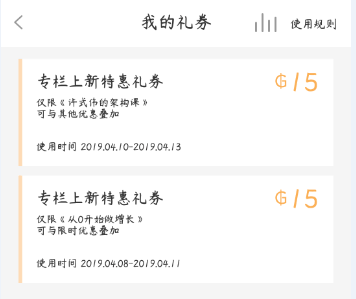 我的礼券
使用规则
专栏上新特惠礼券
15
仅限《许式伟的架构课》
可与其他优惠叠加
使用时间 2019.04.10-2019.04.13
专栏上新特惠礼券
15
仅限《从0开始做增长》
可与限时优惠叠加
使用时间 2019.04.08-2019.04.11